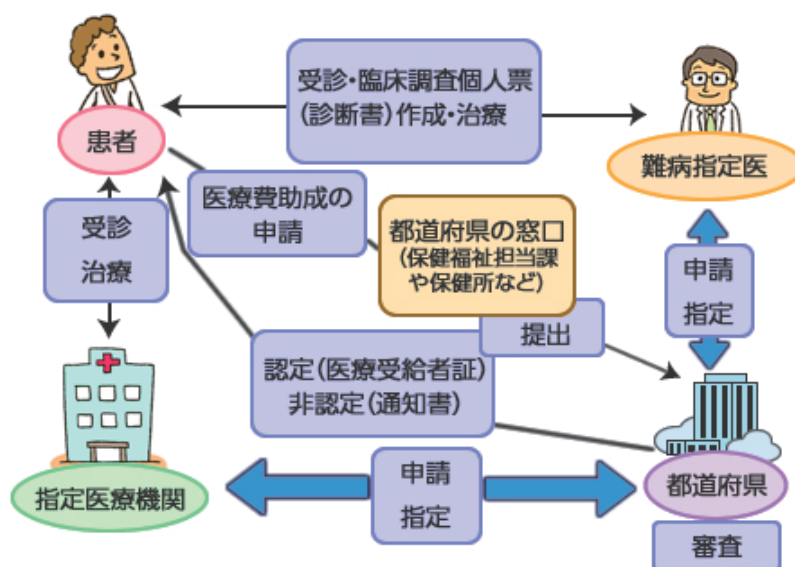 受診・臨床調査個人票
(診断書)作成・治療
患者
難病指定医
医療費助成の
申請
受診
治療
都道府県の窓口
(保健福祉担当課
や保健所など)
申請
指定
提出
認定(医療受給者証)
非認定(通知書)
申請
指定
指定医療機関
都道府県
審査